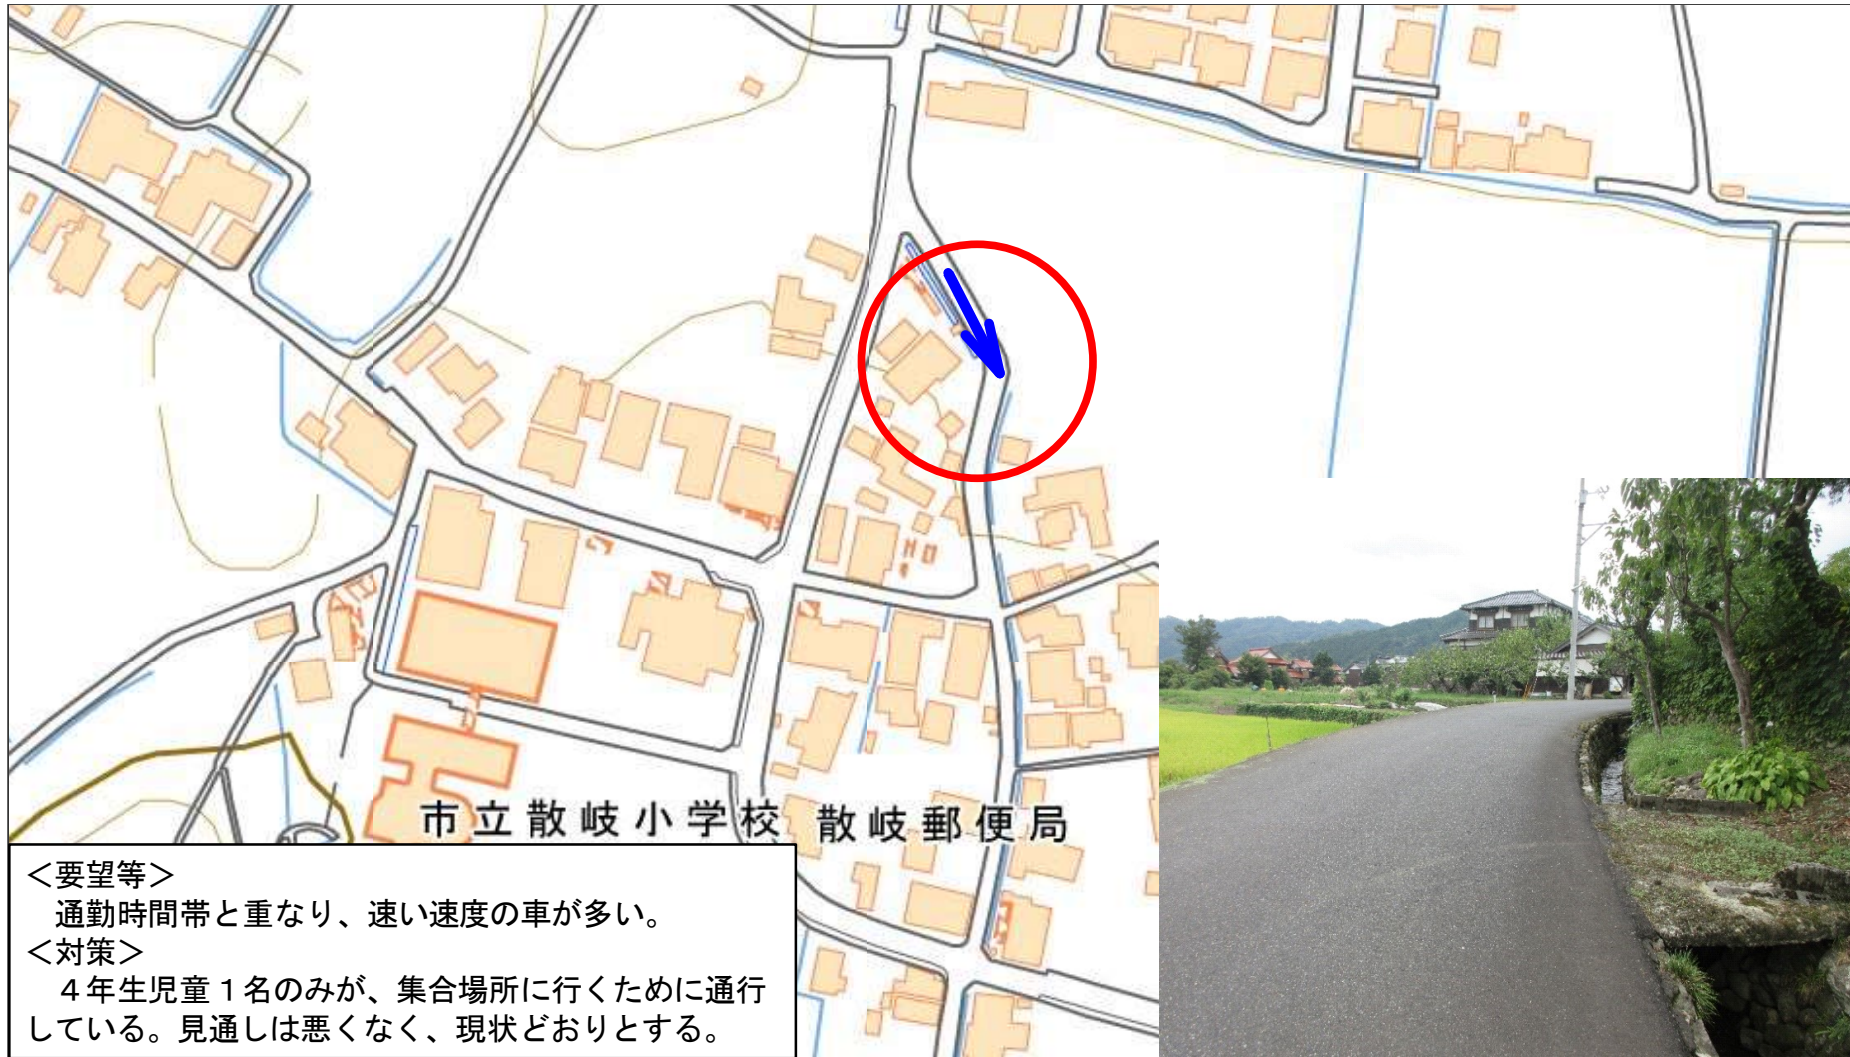 市立散岐小学校 散岐郵便局
＜要望等＞
　通勤時間帯と重なり、速い速度の車が多い。
＜対策＞
　４年生児童１名のみが、集合場所に行くために通行
している。見通しは悪くなく、現状どおりとする。